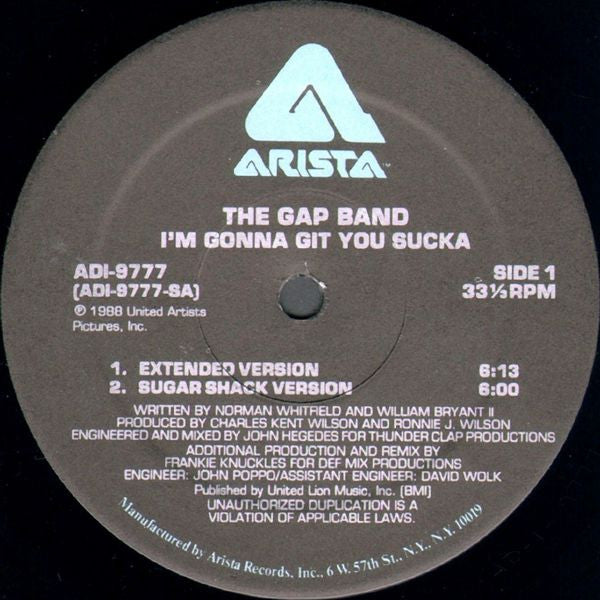 ARISTA™
THE GAP BAND
I'M GONNA GIT YOU SUCKA
ADI-9777
(ADI-9777-SA)
℗ 1988 United Artists
Pictures, Inc.
SIDE 1
33⅓ RPM
1. EXTENDED VERSION 6:13
2. SUGAR SHACK VERSION 6:00
WRITTEN BY NORMAN WHITFIELD AND WILLIAM BRYANT II
PRODUCED BY CHARLES KENT WILSON AND RONNIE J. WILSON
ENGINEERED AND MIXED BY JOHN HEGEDES FOR THUNDER CLAP PRODUCTIONS
ADDITIONAL PRODUCTION AND REMIX BY
FRANKIE KNUCKLES FOR DEF MIX PRODUCTIONS
ENGINEER: JOHN POPPO/ASSISTANT ENGINEER: DAVID WOLK
Published by United Lion Music, Inc. (BMI)
UNAUTHORIZED DUPLICATION IS A
VIOLATION OF APPLICABLE LAWS.
Manufactured by Arista Records, Inc., 6 W. 57th St., N.Y., N.Y. 10019